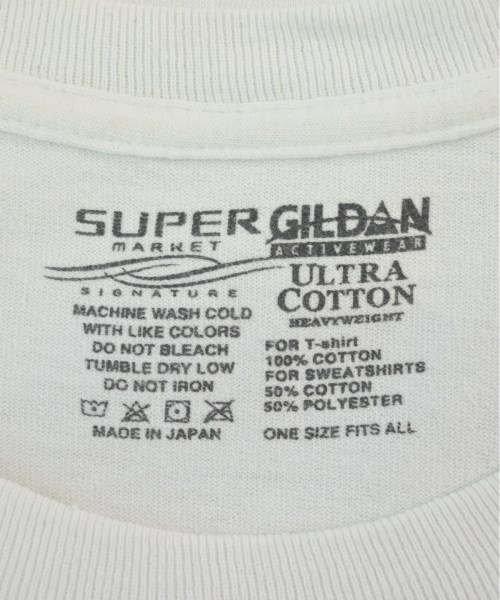 SUPER
MARKET
SIGNATURE
MACHINE WASH COLD
WITH LIKE COLORS
DO NOT BLEACH
TUMBLE DRY LOW
DO NOT IRON
MADE IN JAPAN
GILDAN
ACTIVEWEAR
ULTRA
COTTON
HEAVYWEIGHT
FOR T-shirt
100% COTTON
FOR SWEATSHIRTS
50% COTTON
50% POLYESTER
ONE SIZE FITS ALL